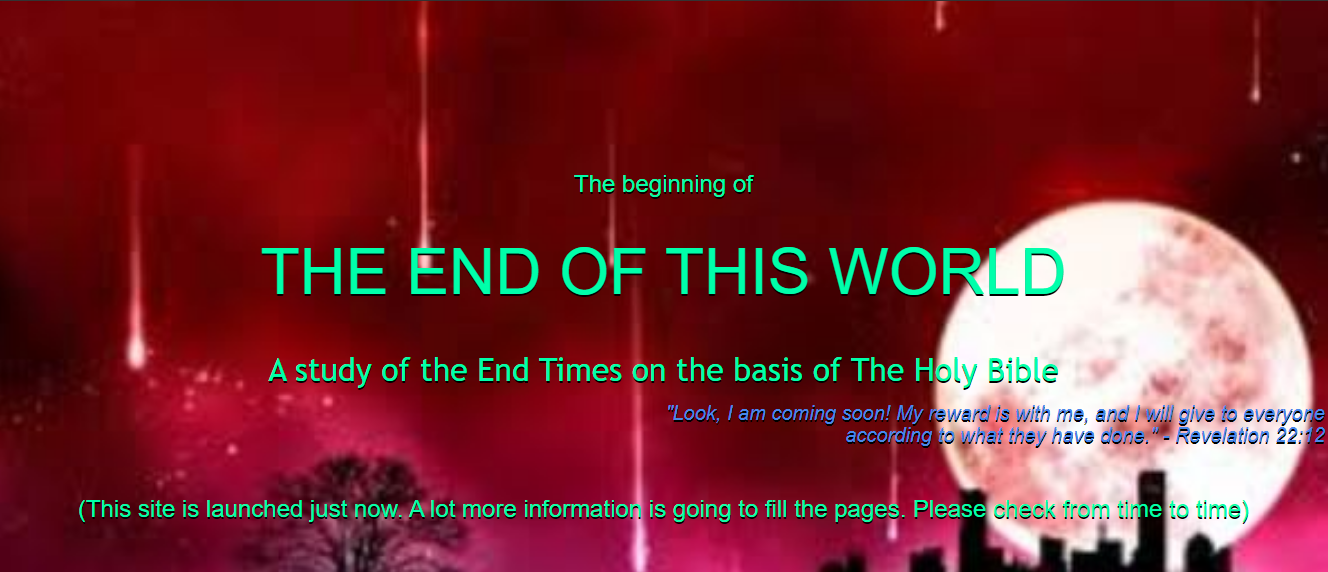 The beginning of
THE END OF THIS WORLD
A study of the End Times on the basis of The Holy Bible
"Look, I am coming soon! My reward is with me, and I will give to everyone
according to what they have done." - Revelation 22:12
(This site is launched just now. A lot more information is going to fill the pages. Please check from time to time)